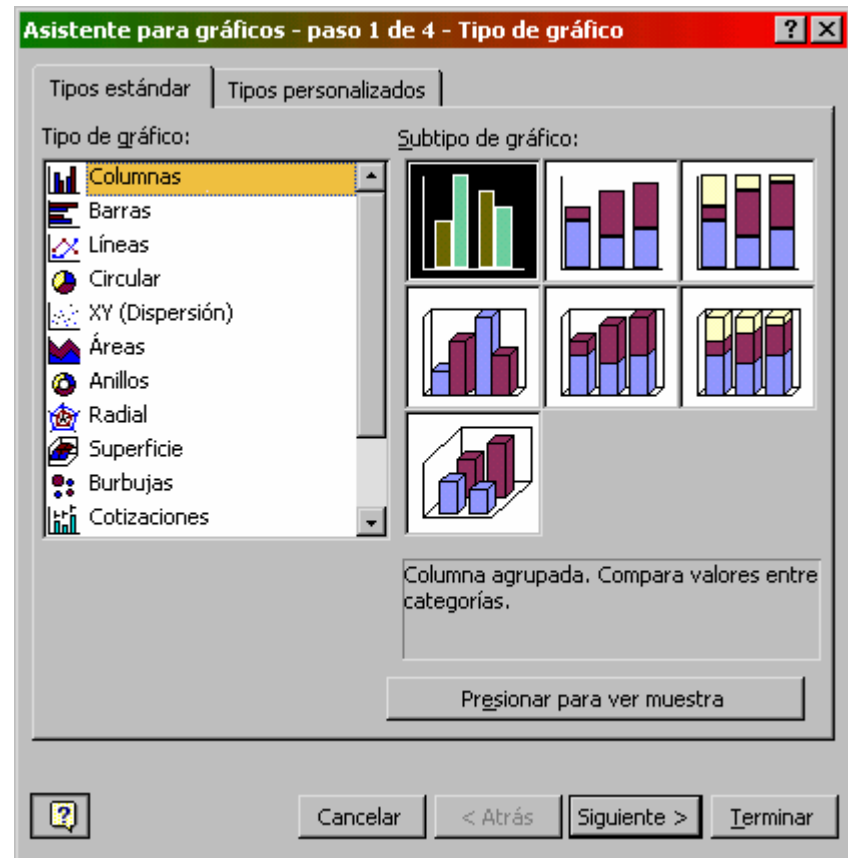 Asistente para gráficos - paso 1 de 4 - Tipo de gráfico
Tipos estándar
Tipos personalizados
Tipo de gráfico:
Columnas
Barras
Líneas
Circular
XY (Dispersión)
Áreas
Anillos
Radial
Superficie
Burbujas
Cotizaciones
Subtipo de gráfico:
Columna agrupada. Compara valores entre
categorías.
Presionar para ver muestra
Cancelar
< Atrás
Siguiente >
Terminar